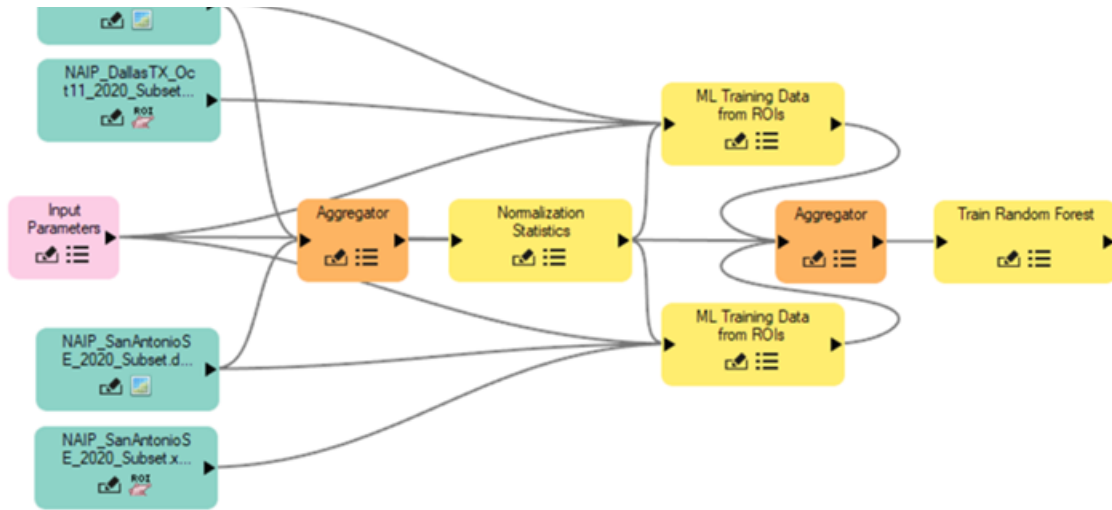 NAIP_DallasTX_Oc
t11_2020_Subset...
ROI
ML Training Data
from ROIs
Input
Parameters
Aggregator
Normalization
Statistics
Aggregator
Train Random Forest
NAIP_SanAntonioS
E_2020_Subset.d...
ML Training Data
from ROIs
NAIP_SanAntonioS
E_2020_Subset.x...
ROI